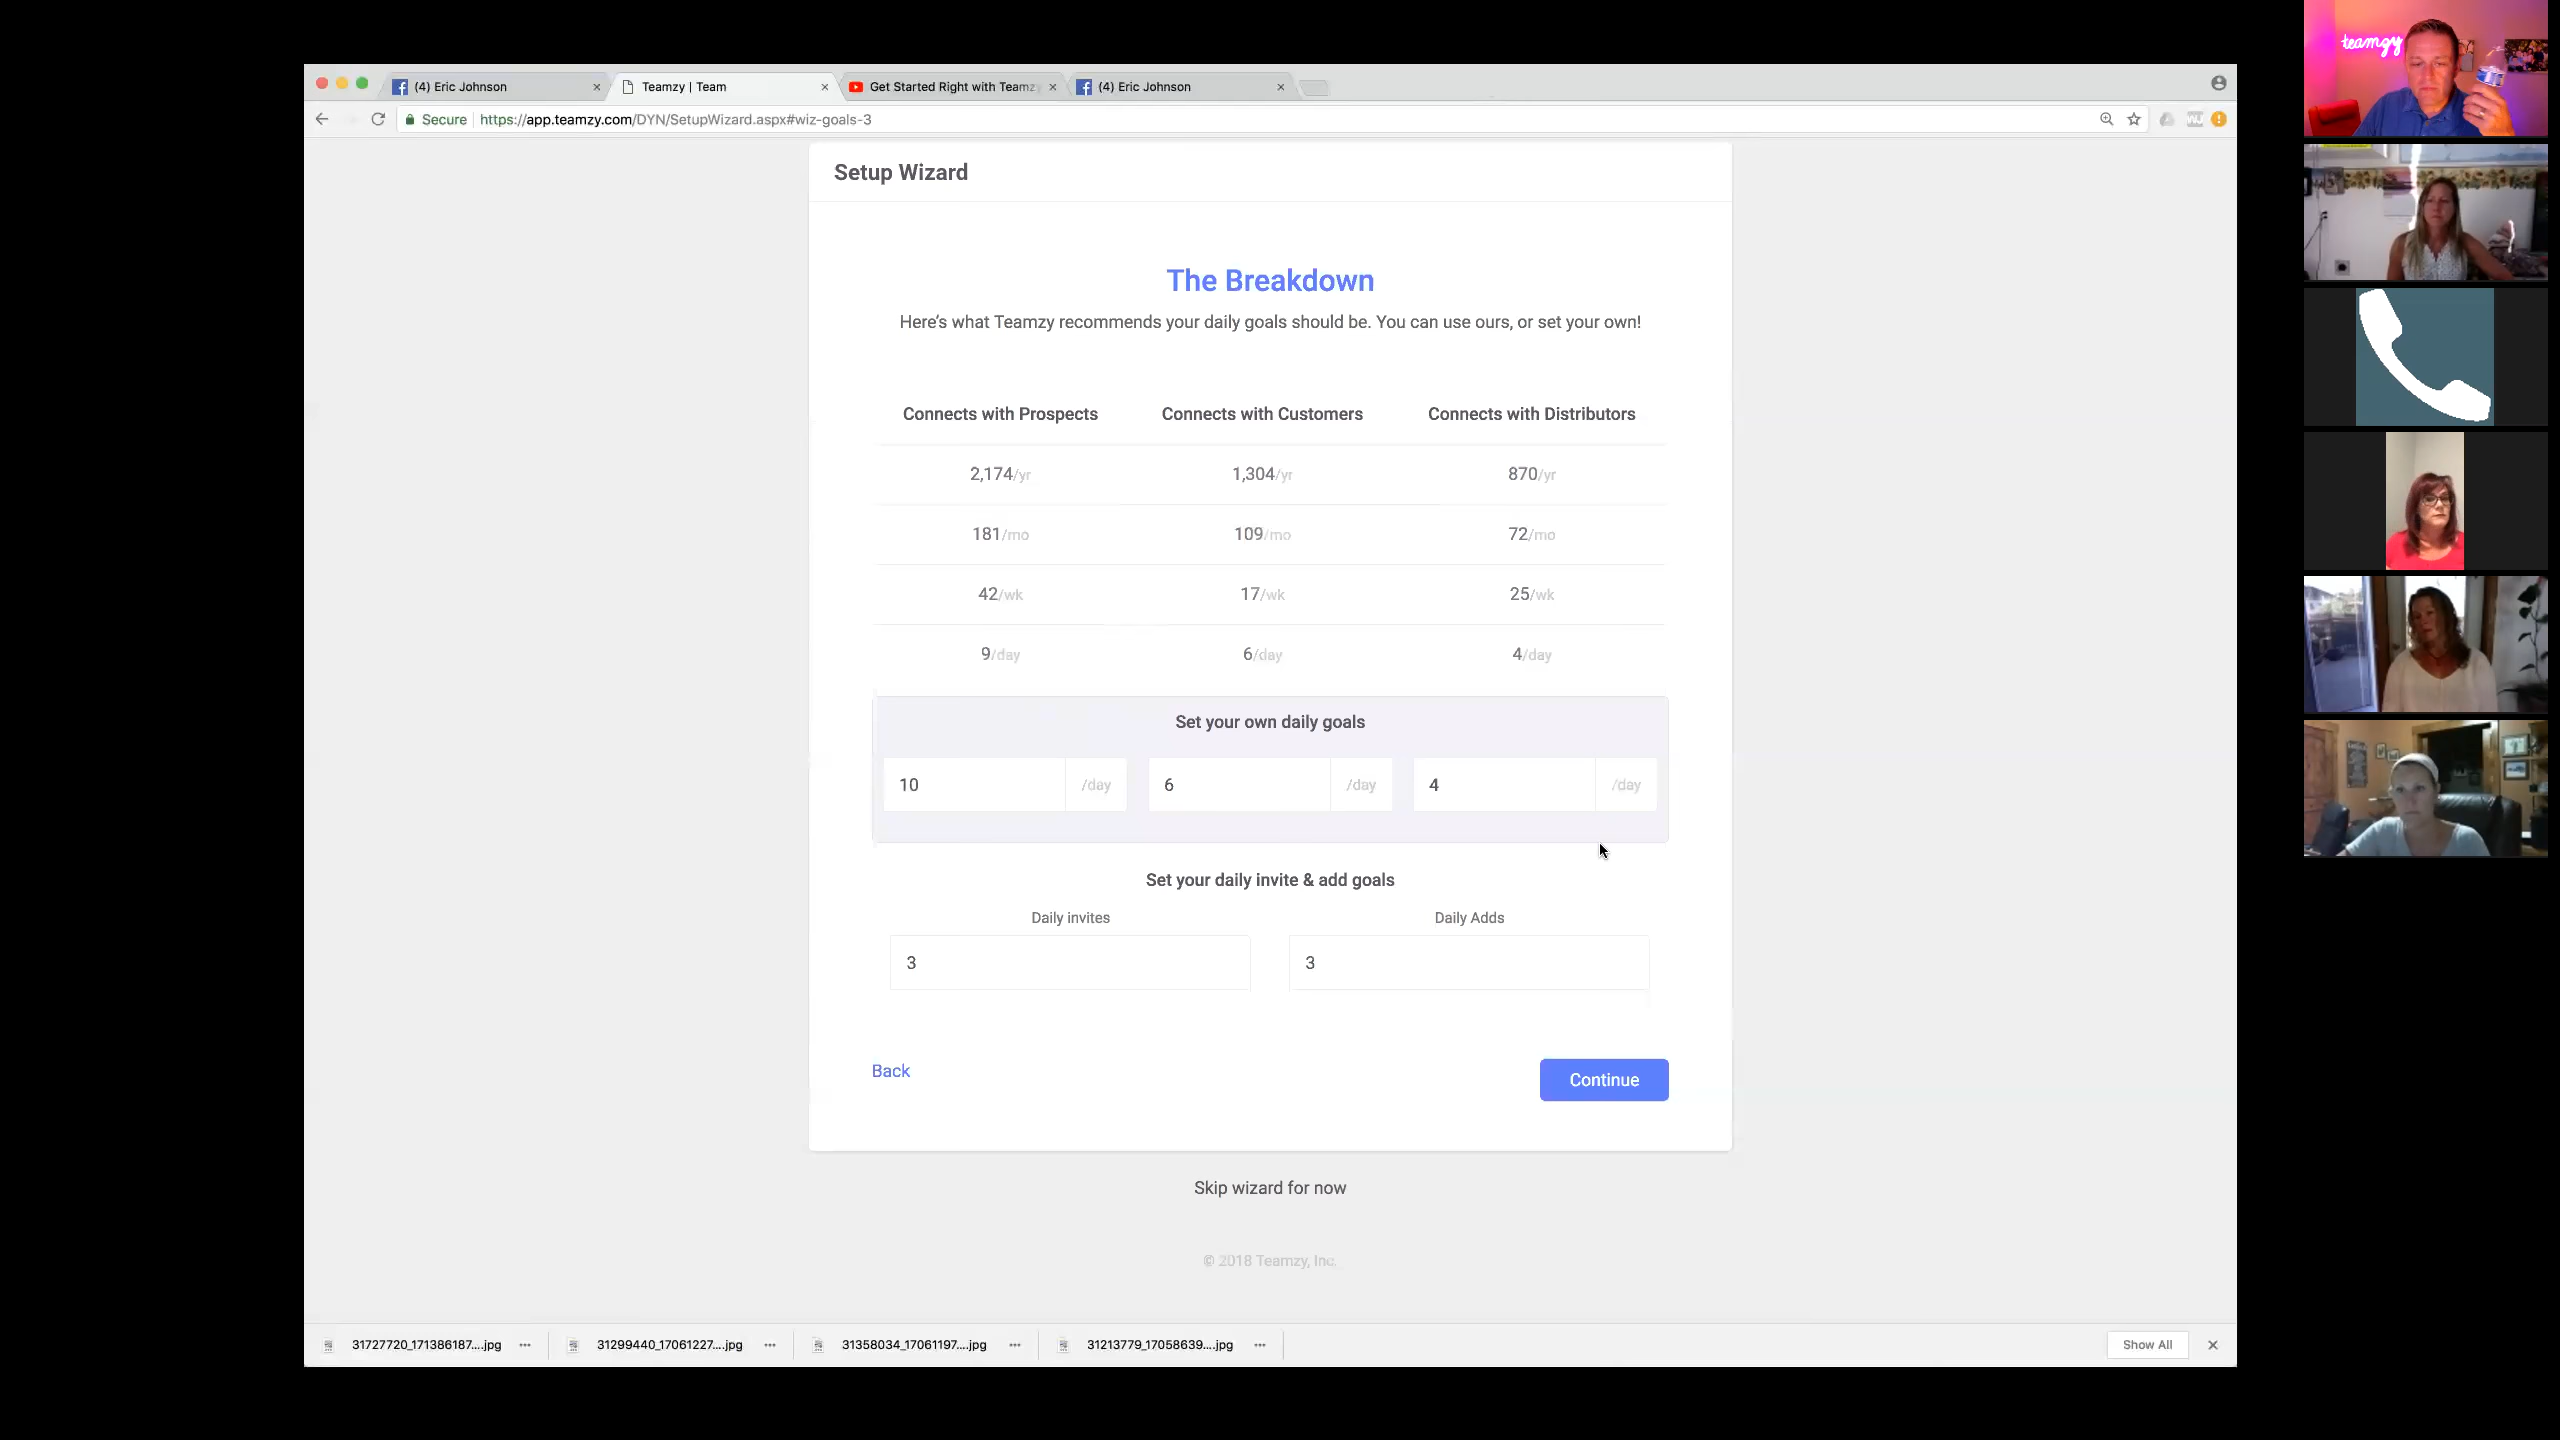 (4) Eric Johnson
Teamzy | Team
Get Started Right with Teamz
(4) Eric Johnson
Secure
https://app.teamzy.com/DYN/SetupWizard.aspx#wiz-goals-3
teamzy
Setup Wizard
The Breakdown
Here's what Teamzy recommends your daily goals should be. You can use ours, or set your own!
Connects with Prospects Connects with Customers Connects with Distributors
2,174/yr 1,304/yr 870/yr
181/mo 109/mo 72/mo
42/wk 17/wk 25/wk
9/day 6/day 4/day
Set your own daily goals
10 /day 6 /day 4 /day
Set your daily invite & add goals
Daily invites Daily Adds
3 3
Back Continue
Skip wizard for now
© 2018 Teamzy, Inc.
31727720_171386187....jpg 31299440_17061227....jpg 31358034_17061197....jpg 31213779_17058639....jpg Show All